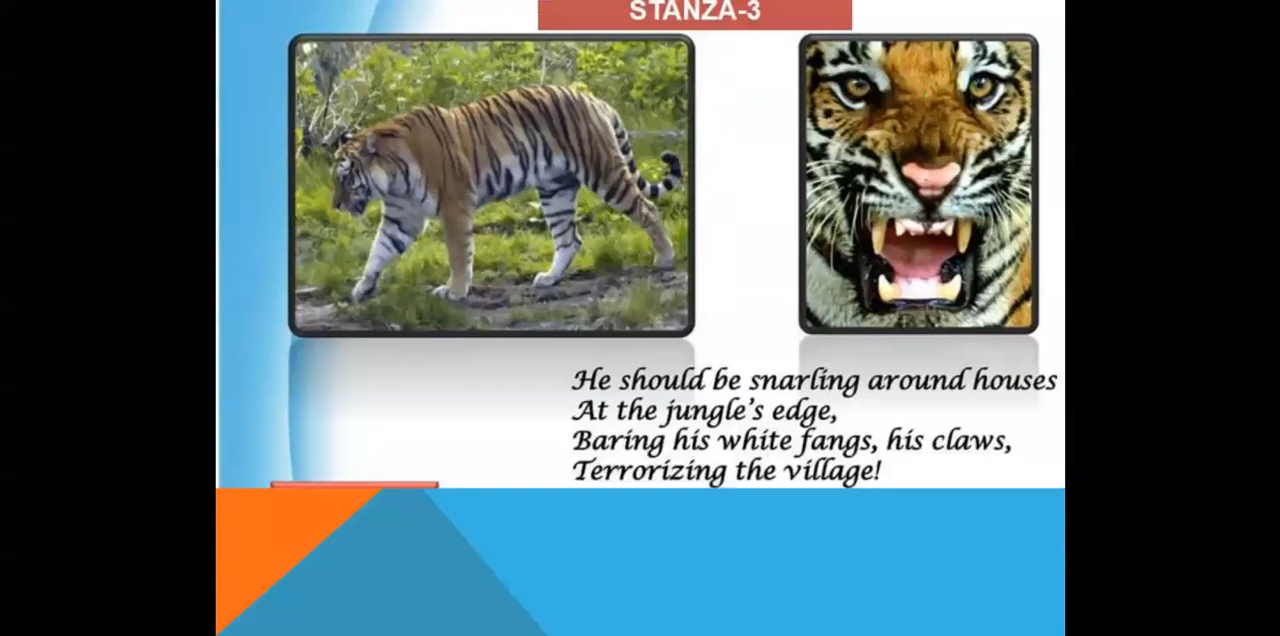 STANZA-3
He should be snarling around houses
At the jungle's edge,
Baring his white fangs, his claws,
Terrorizing the village!